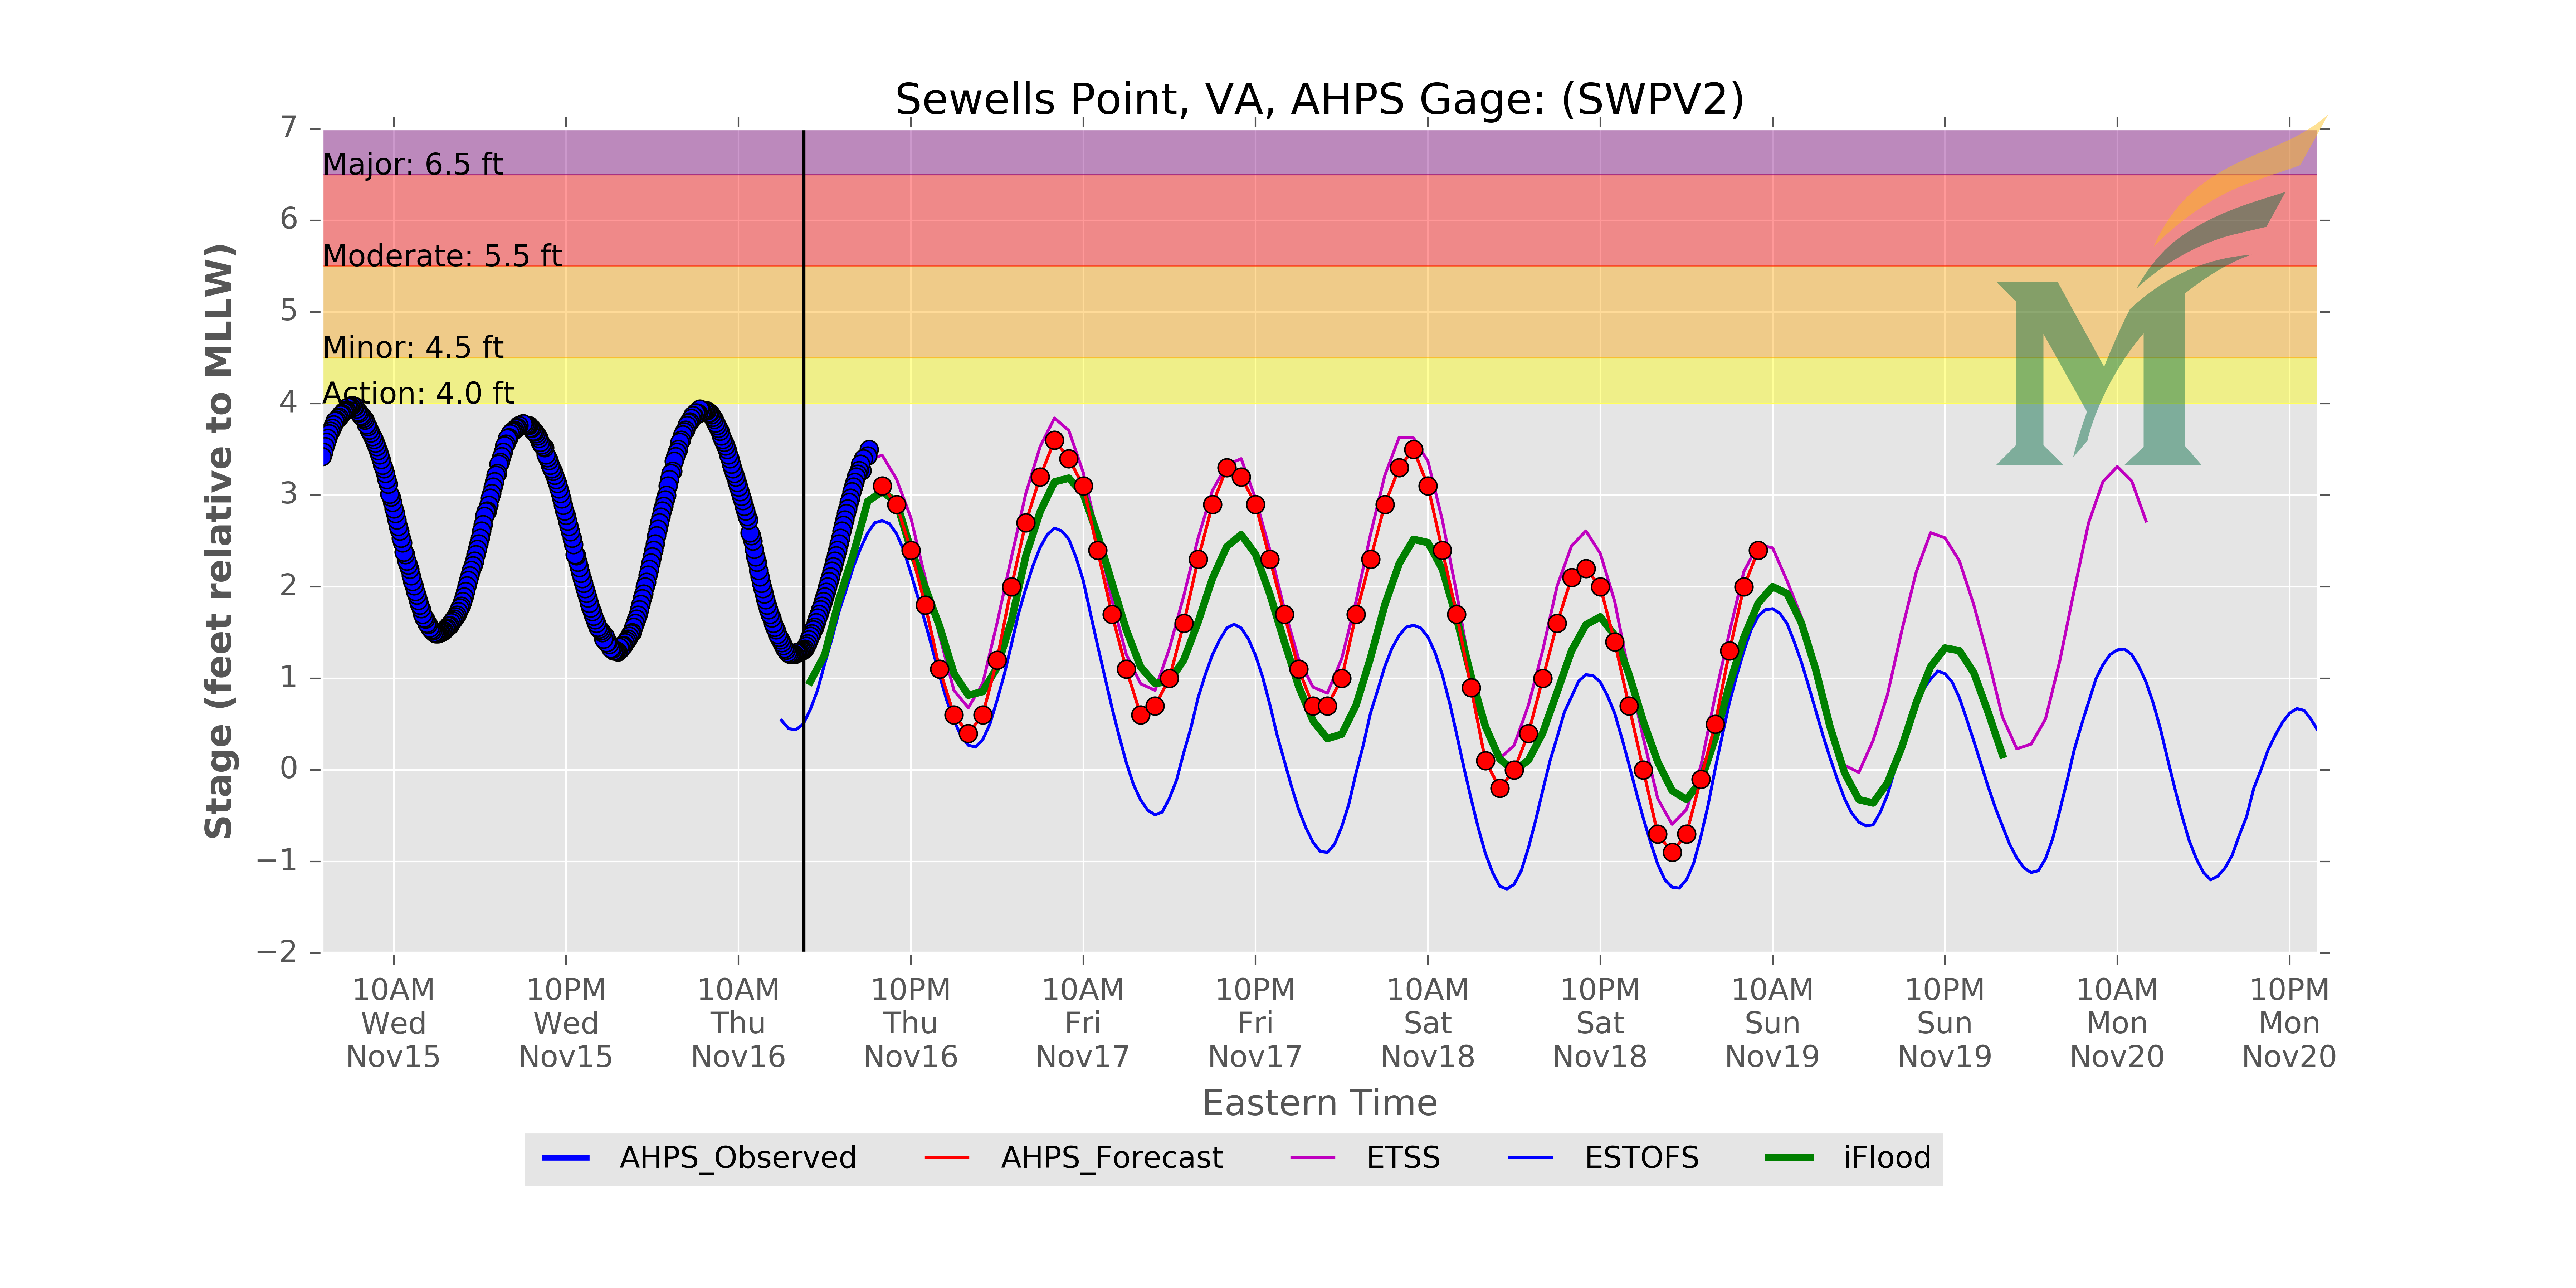 Sewells Point, VA, AHPS Gage: (SWPV2)
Stage (feet relative to MLLW)
7
6
5
4
3
2
1
0
−1
−2
Major: 6.5 ft
Moderate: 5.5 ft
Minor: 4.5 ft
Action: 4.0 ft
M
10AM Wed Nov15
10PM Wed Nov15
10AM Thu Nov16
10PM Thu Nov16
10AM Fri Nov17
10PM Fri Nov17
10AM Sat Nov18
10PM Sat Nov18
10AM Sun Nov19
10PM Sun Nov19
10AM Mon Nov20
10PM Mon Nov20
Eastern Time
AHPS_Observed AHPS_Forecast ETSS ESTOFS iFlood